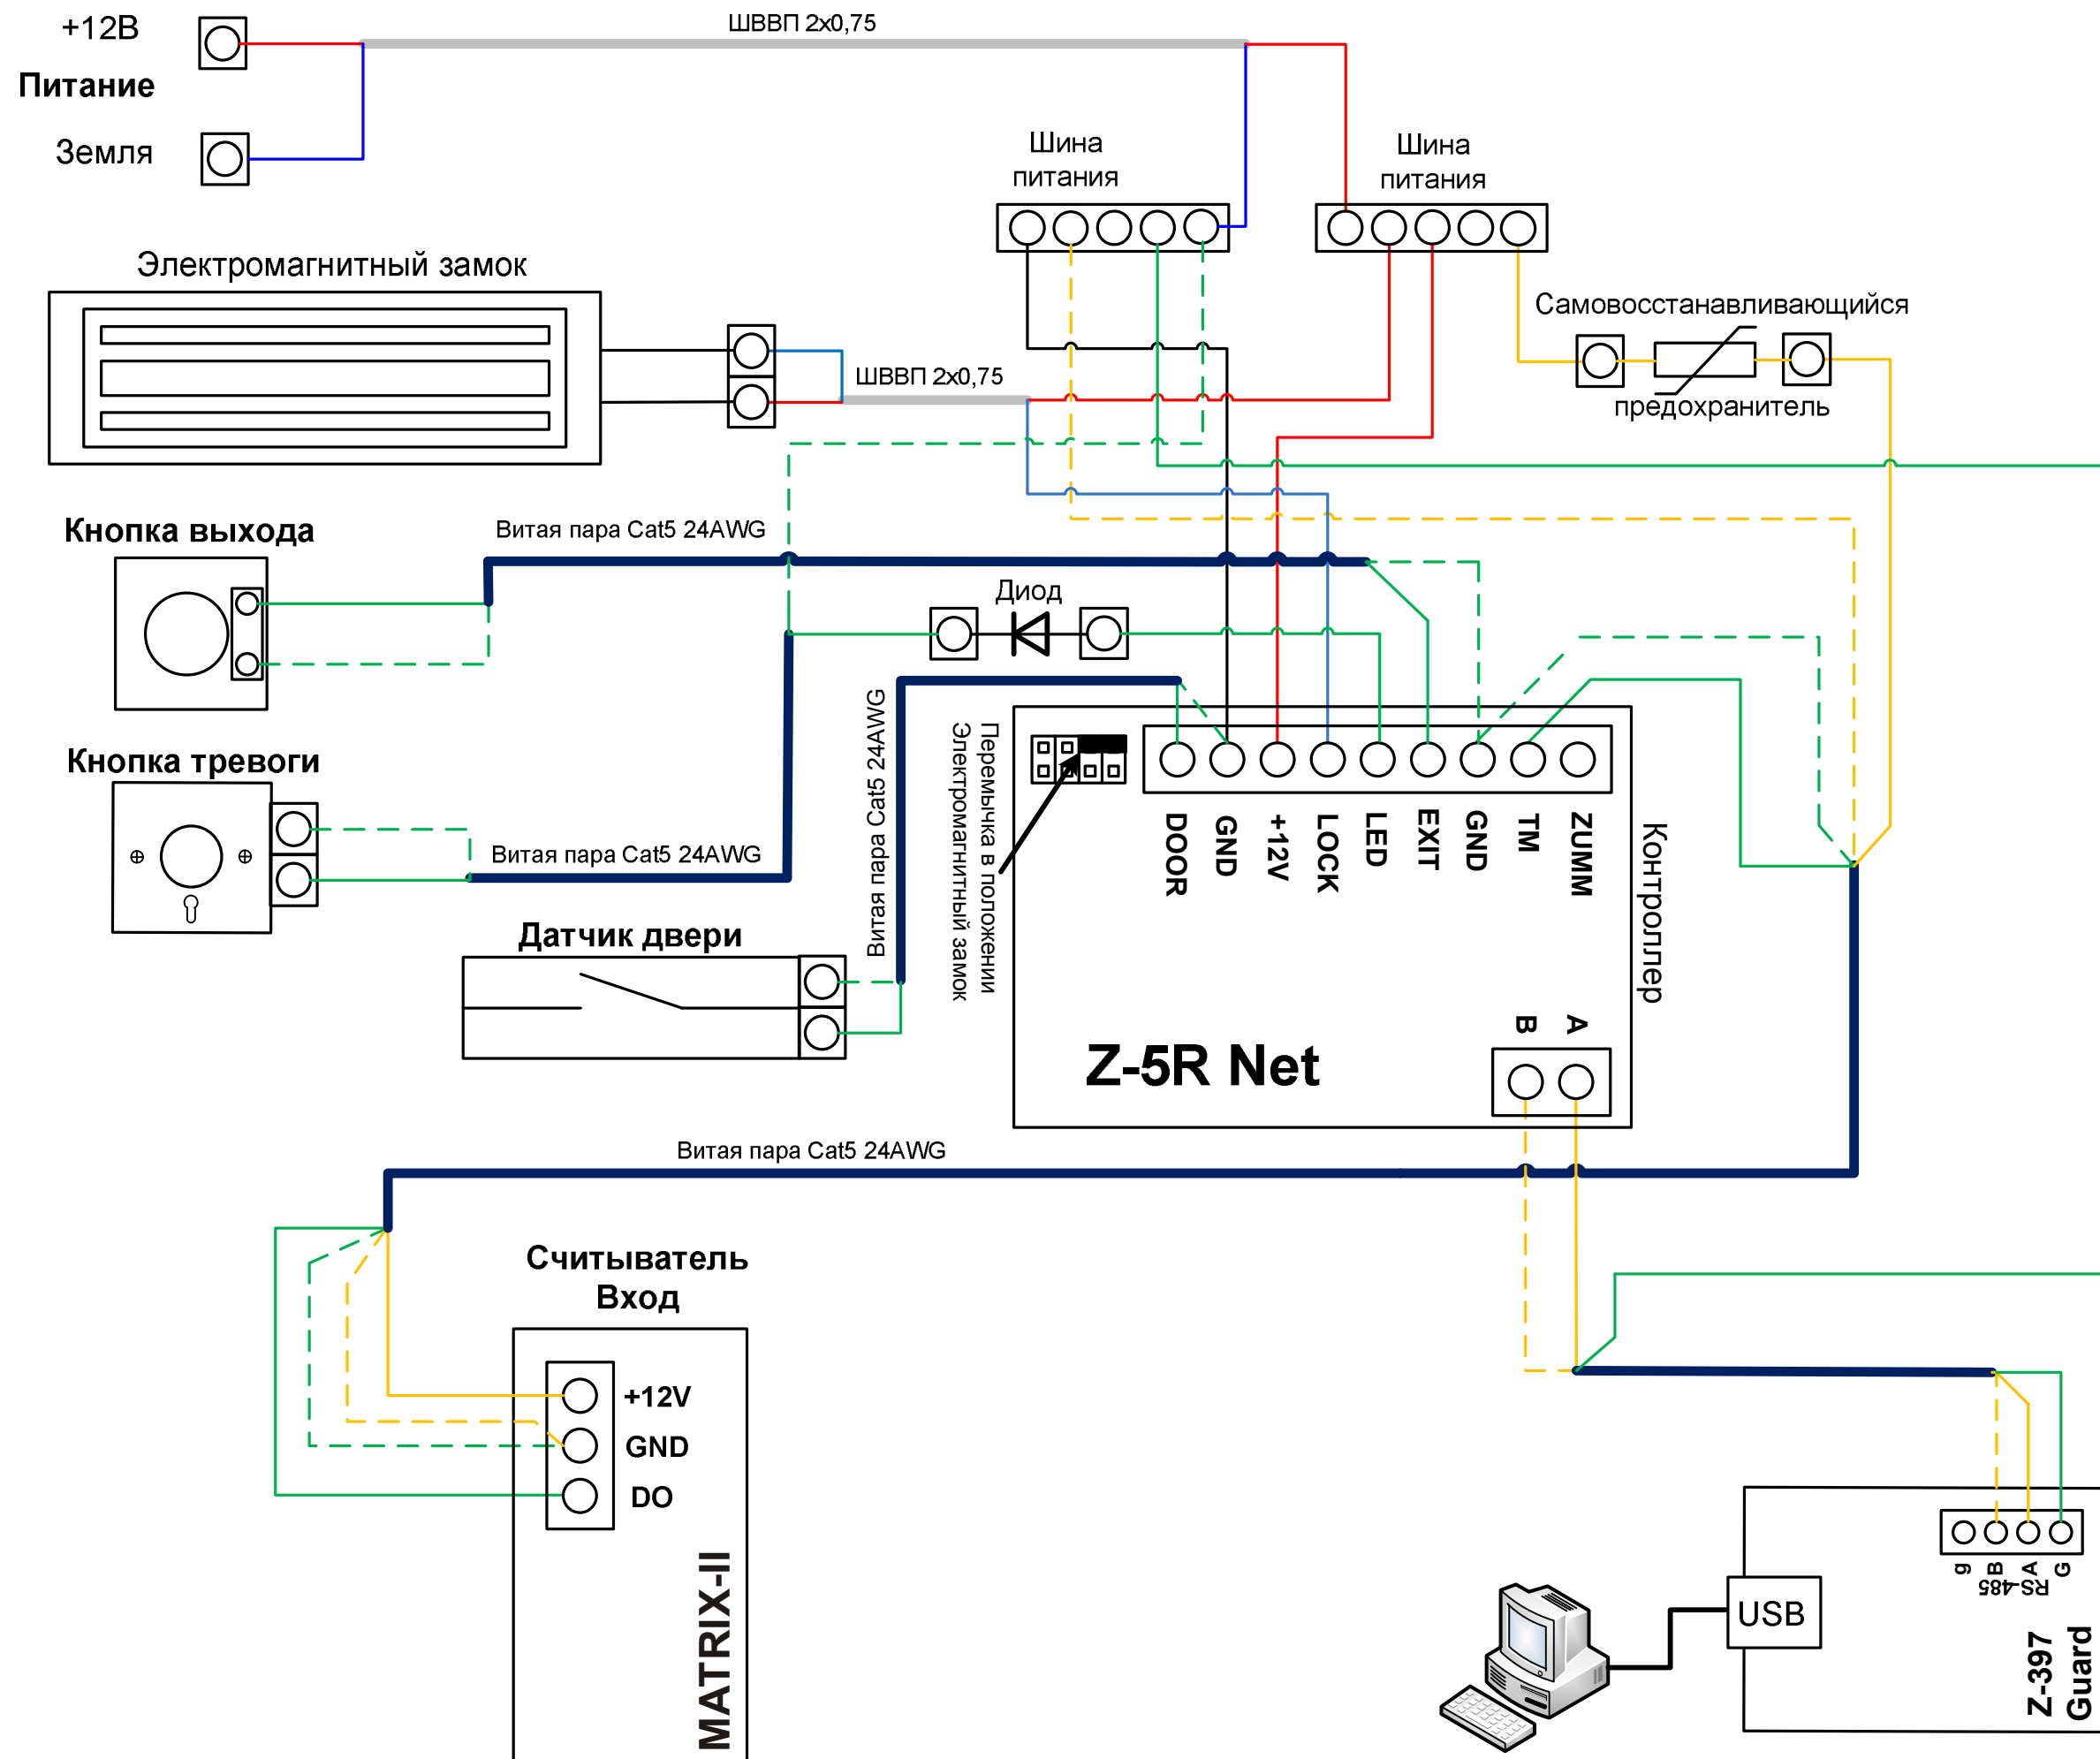 ШВВП 2х0,75
+12В
Питание
Земля
Шина
питания
Шина
питания
Электромагнитный замок
Самовосстанавливающийся
предохранитель
ШВВП 2х0,75
Кнопка выхода
Витая пара Cat5 24AWG
Диод
Кнопка тревоги
Витая пара Cat5 24AWG
Витая пара Cat5 24AWG
Перемычка в положении
Электромагнитный замок
DOOR
GND
+12V
LOCK
LED
EXIT
GND
TM
ZUMM
Контроллер
Датчик двери
B
A
Z-5R Net
Витая пара Cat5 24AWG
Считыватель
Вход
+12V
GND
DO
MATRIX-II
g
B
A
G
RS-485
USB
Z-397
Guard